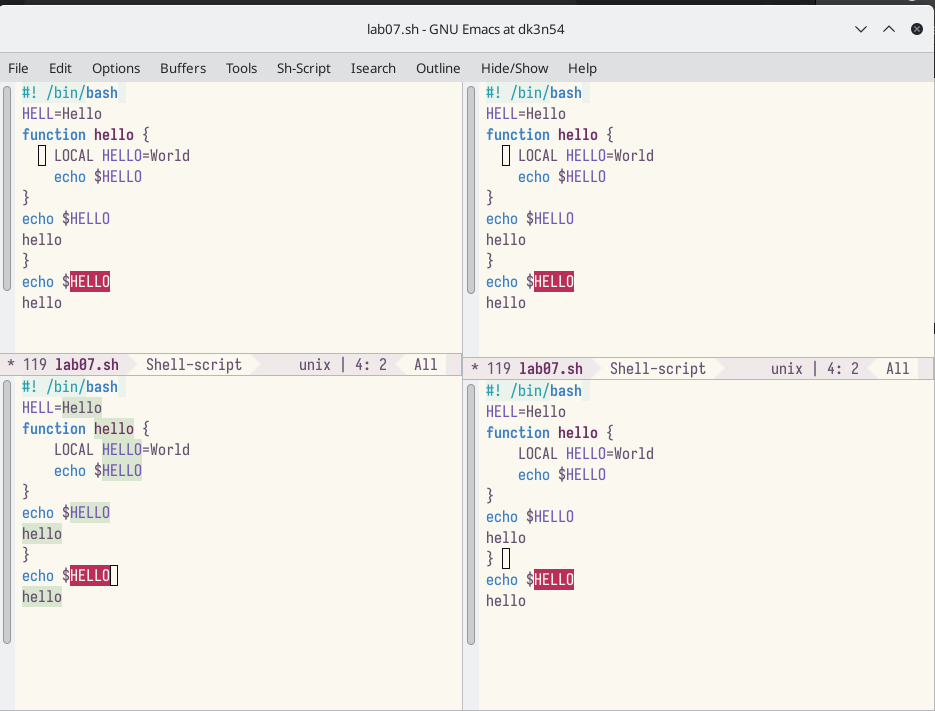 lab07.sh - GNU Emacs at dk3n54
File Edit Options Buffers Tools Sh-Script Isearch Outline Hide/Show Help
#! /bin/bash
HELL=Hello
function hello {
LOCAL HELLO=World
echo $HELLO
}
echo $HELLO
hello
}
echo $HELLO
hello
* 119 lab07.sh Shell-script unix | 4: 2 All
#! /bin/bash
HELL=Hello
function hello {
LOCAL HELLO=World
echo $HELLO
}
echo $HELLO
hello
}
echo $HELLO
hello
* 119 lab07.sh Shell-script unix | 4: 2 All
#! /bin/bash
HELL=Hello
function hello {
LOCAL HELLO=World
echo $HELLO
}
echo $HELLO
hello
}
echo $HELLO
hello
#! /bin/bash
HELL=Hello
function hello {
LOCAL HELLO=World
echo $HELLO
}
echo $HELLO
hello
}
echo $HELLO
hello